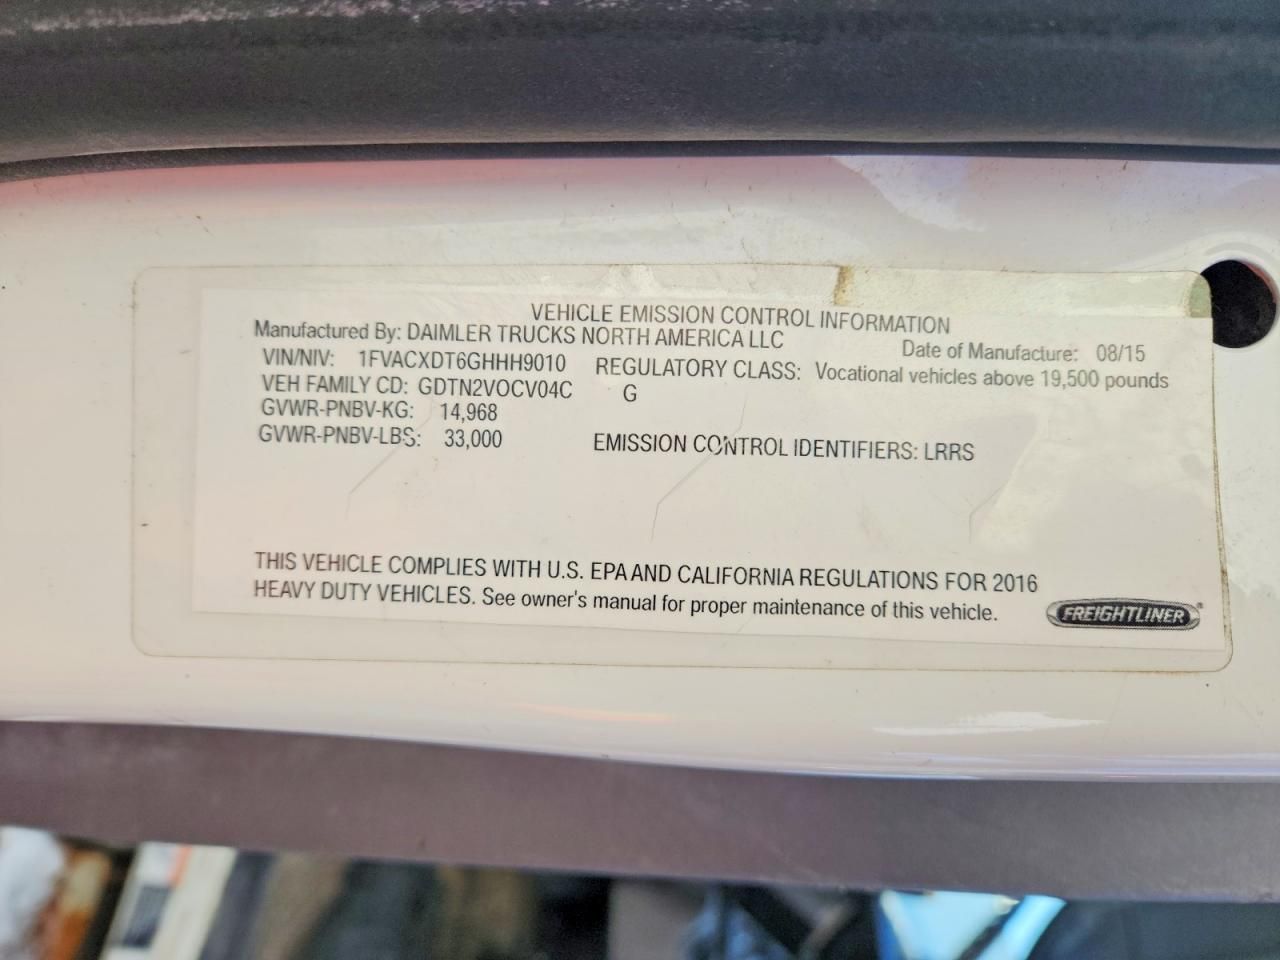 VEHICLE EMISSION CONTROL INFORMATION
Manufactured By: DAIMLER TRUCKS NORTH AMERICA LLC
Date of Manufacture: 08/15
VIN/NIV: 1FVACXDT6GHHH9010
REGULATORY CLASS: Vocational vehicles above 19,500 pounds
VEH FAMILY CD: GDTN2VOCV04C G
GVWR-PNBV-KG: 14,968
GVWR-PNBV-LBS: 33,000
EMISSION CONTROL IDENTIFIERS: LRRS
THIS VEHICLE COMPLIES WITH U.S. EPA AND CALIFORNIA REGULATIONS FOR 2016
HEAVY DUTY VEHICLES. See owner's manual for proper maintenance of this vehicle.
FREIGHTLINER®